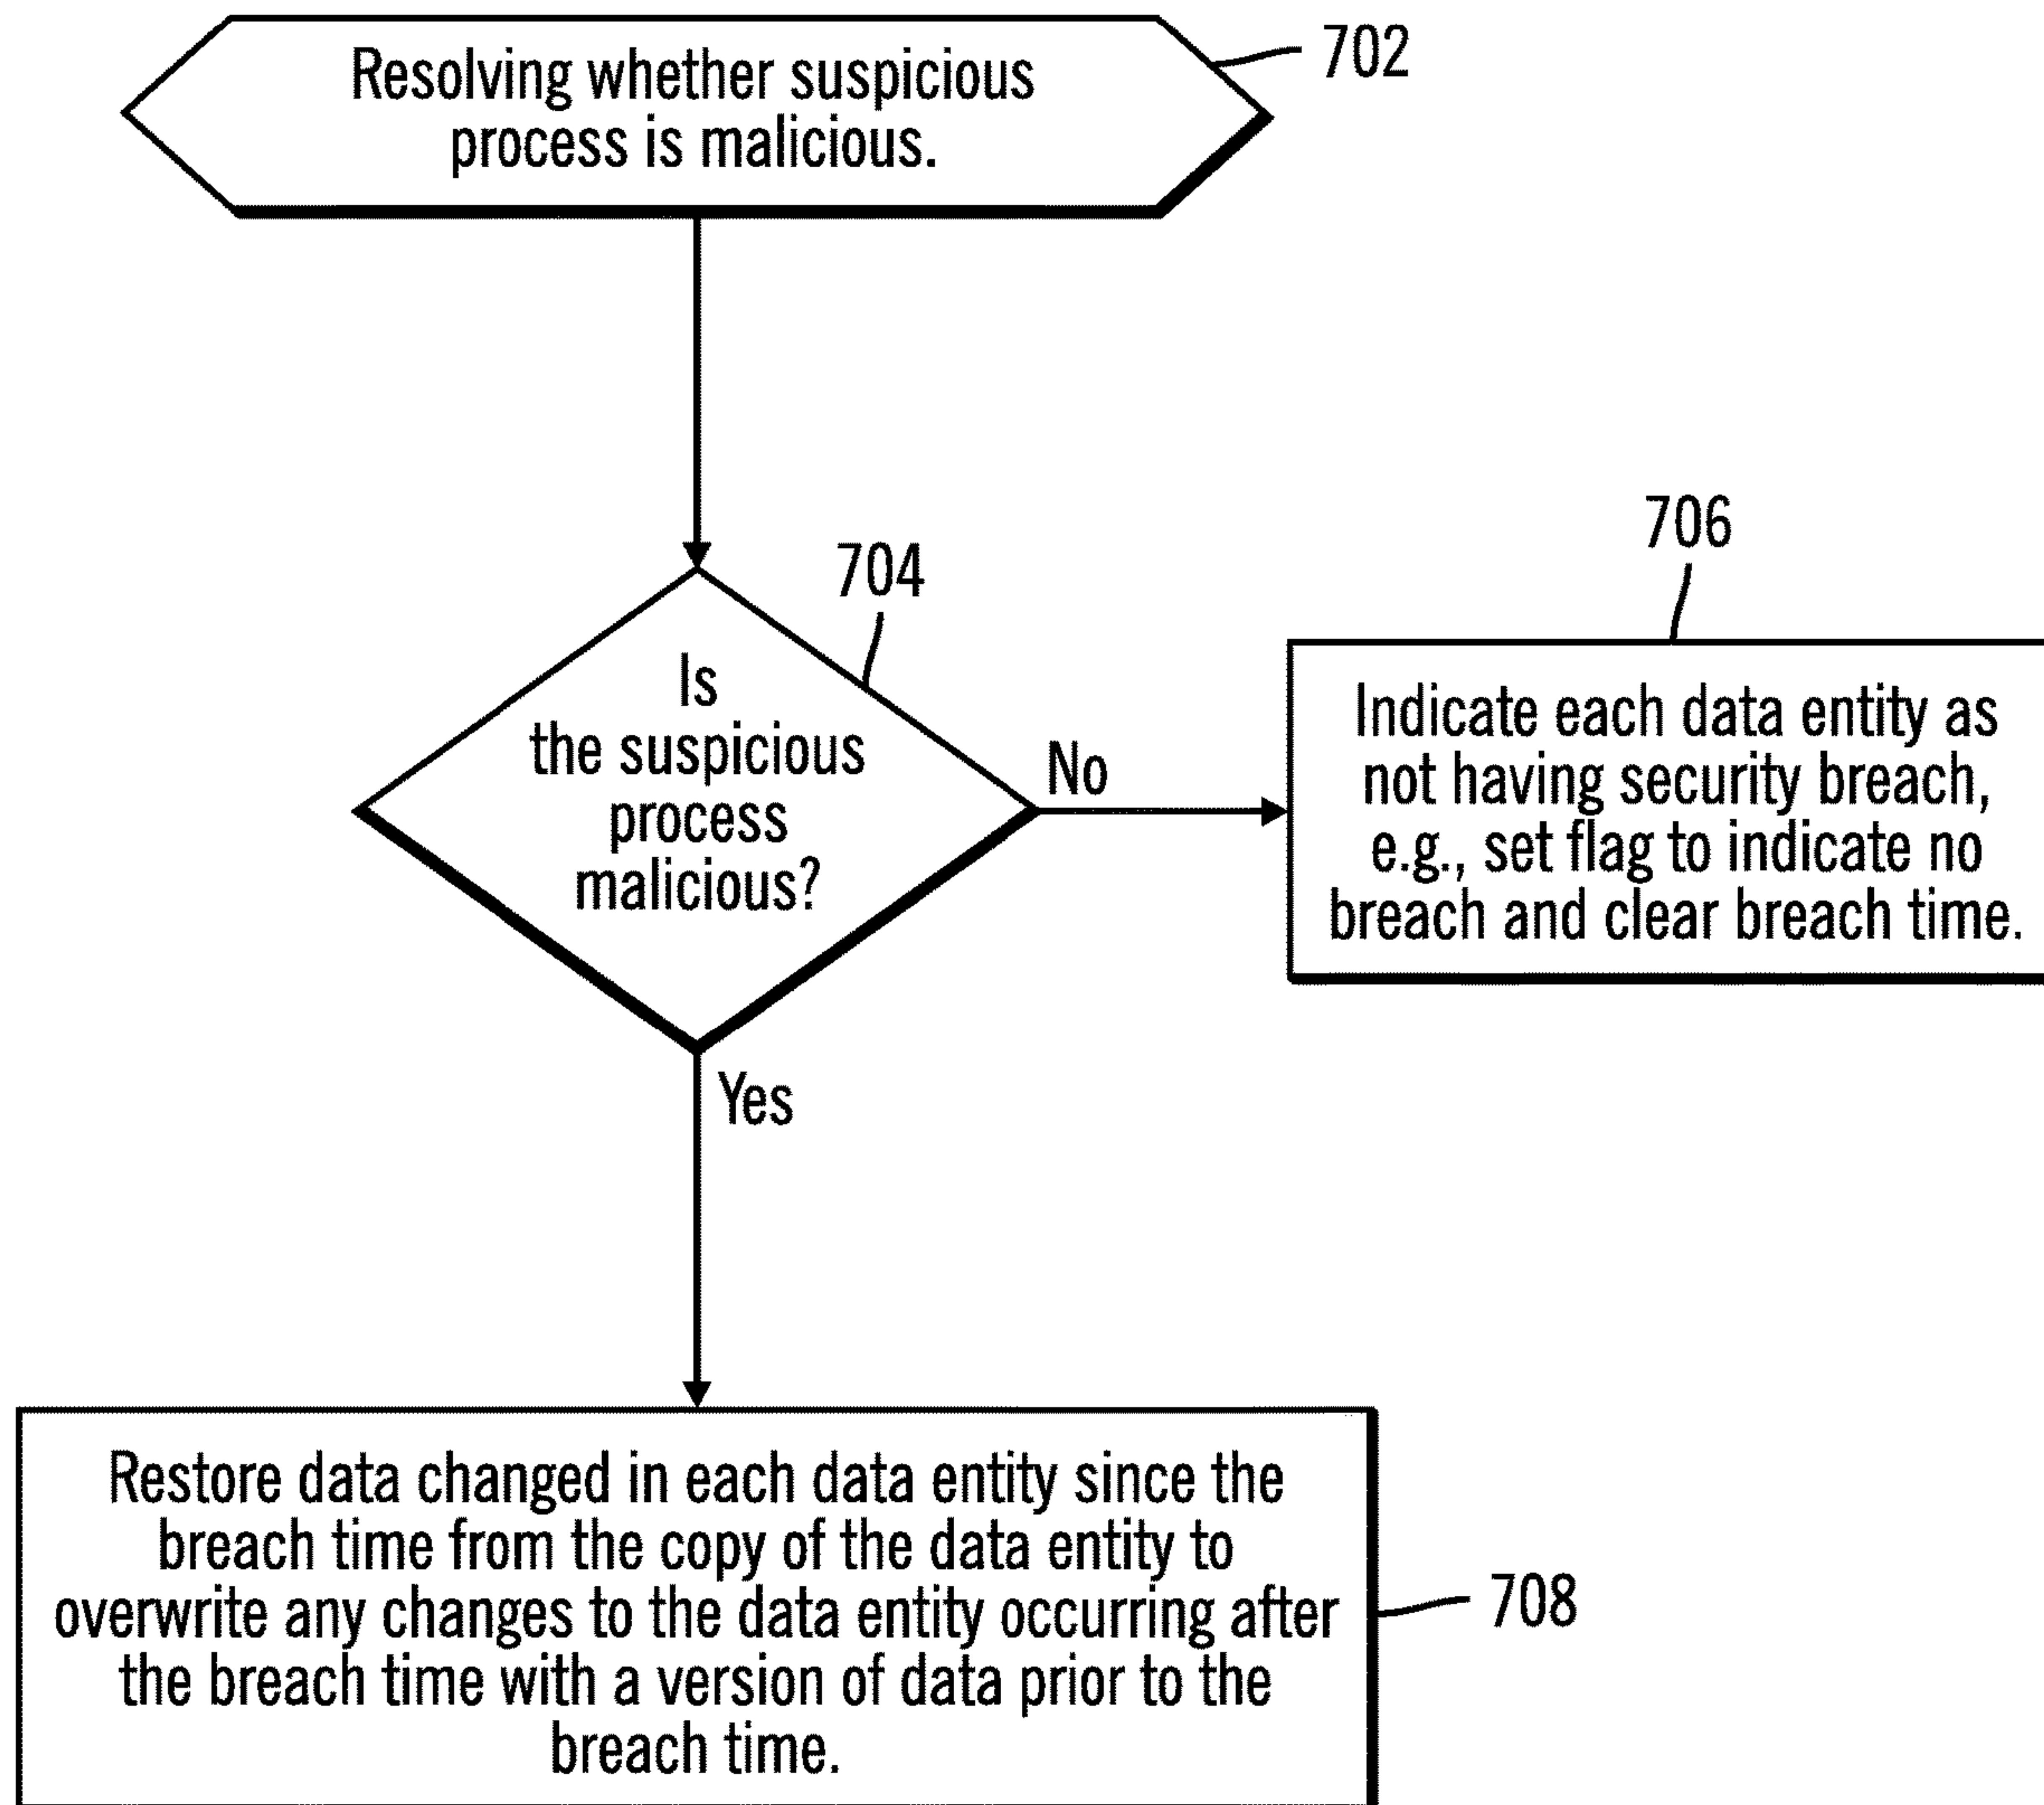 Resolving whether suspicious
process is malicious.
702
704
Is
the suspicious
process
malicious?
No
706
Indicate each data entity as
not having security breach,
e.g., set flag to indicate no
breach and clear breach time.
Yes
Restore data changed in each data entity since the
breach time from the copy of the data entity to
overwrite any changes to the data entity occurring after
the breach time with a version of data prior to the
breach time.
708